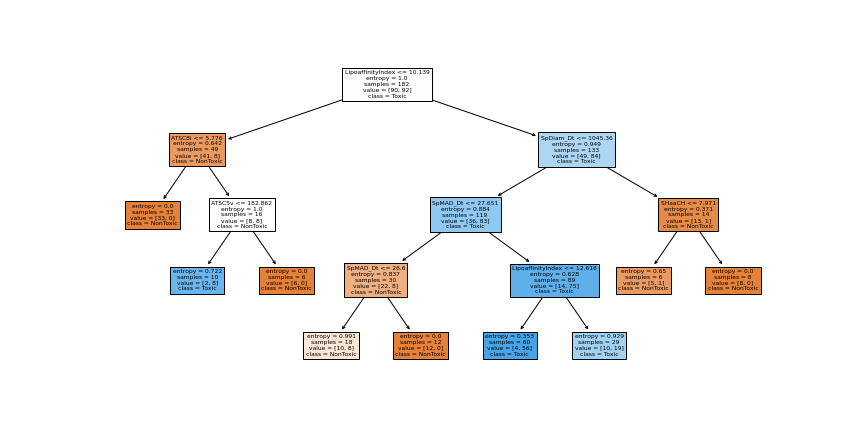 LipoaffinityIndex <= 10.139
entropy = 1.0
samples = 182
value = [90, 92]
class = Toxic
ATSC8i <= 5.776
entropy = 0.642
samples = 49
value = [41, 8]
class = NonToxic
SpDiam_Dt <= 1045.36
entropy = 0.949
samples = 133
value = [49, 84]
class = Toxic
entropy = 0.0
samples = 33
value = [33, 0]
class = NonToxic
ATSC5v <= 182.862
entropy = 1.0
samples = 16
value = [8, 8]
class = NonToxic
SpMAD_Dt <= 27.651
entropy = 0.884
samples = 119
value = [36, 83]
class = Toxic
SHaaCH <= 7.971
entropy = 0.371
samples = 14
value = [13, 1]
class = NonToxic
entropy = 0.722
samples = 10
value = [2, 8]
class = Toxic
entropy = 0.0
samples = 6
value = [6, 0]
class = NonToxic
SpMAD_Dt <= 26.6
entropy = 0.837
samples = 30
value = [22, 8]
class = NonToxic
LipoaffinityIndex <= 12.616
entropy = 0.628
samples = 89
value = [14, 75]
class = Toxic
entropy = 0.65
samples = 6
value = [5, 1]
class = NonToxic
entropy = 0.0
samples = 8
value = [8, 0]
class = NonToxic
entropy = 0.991
samples = 18
value = [10, 8]
class = NonToxic
entropy = 0.0
samples = 12
value = [12, 0]
class = NonToxic
entropy = 0.353
samples = 60
value = [4, 56]
class = Toxic
entropy = 0.929
samples = 29
value = [10, 19]
class = Toxic